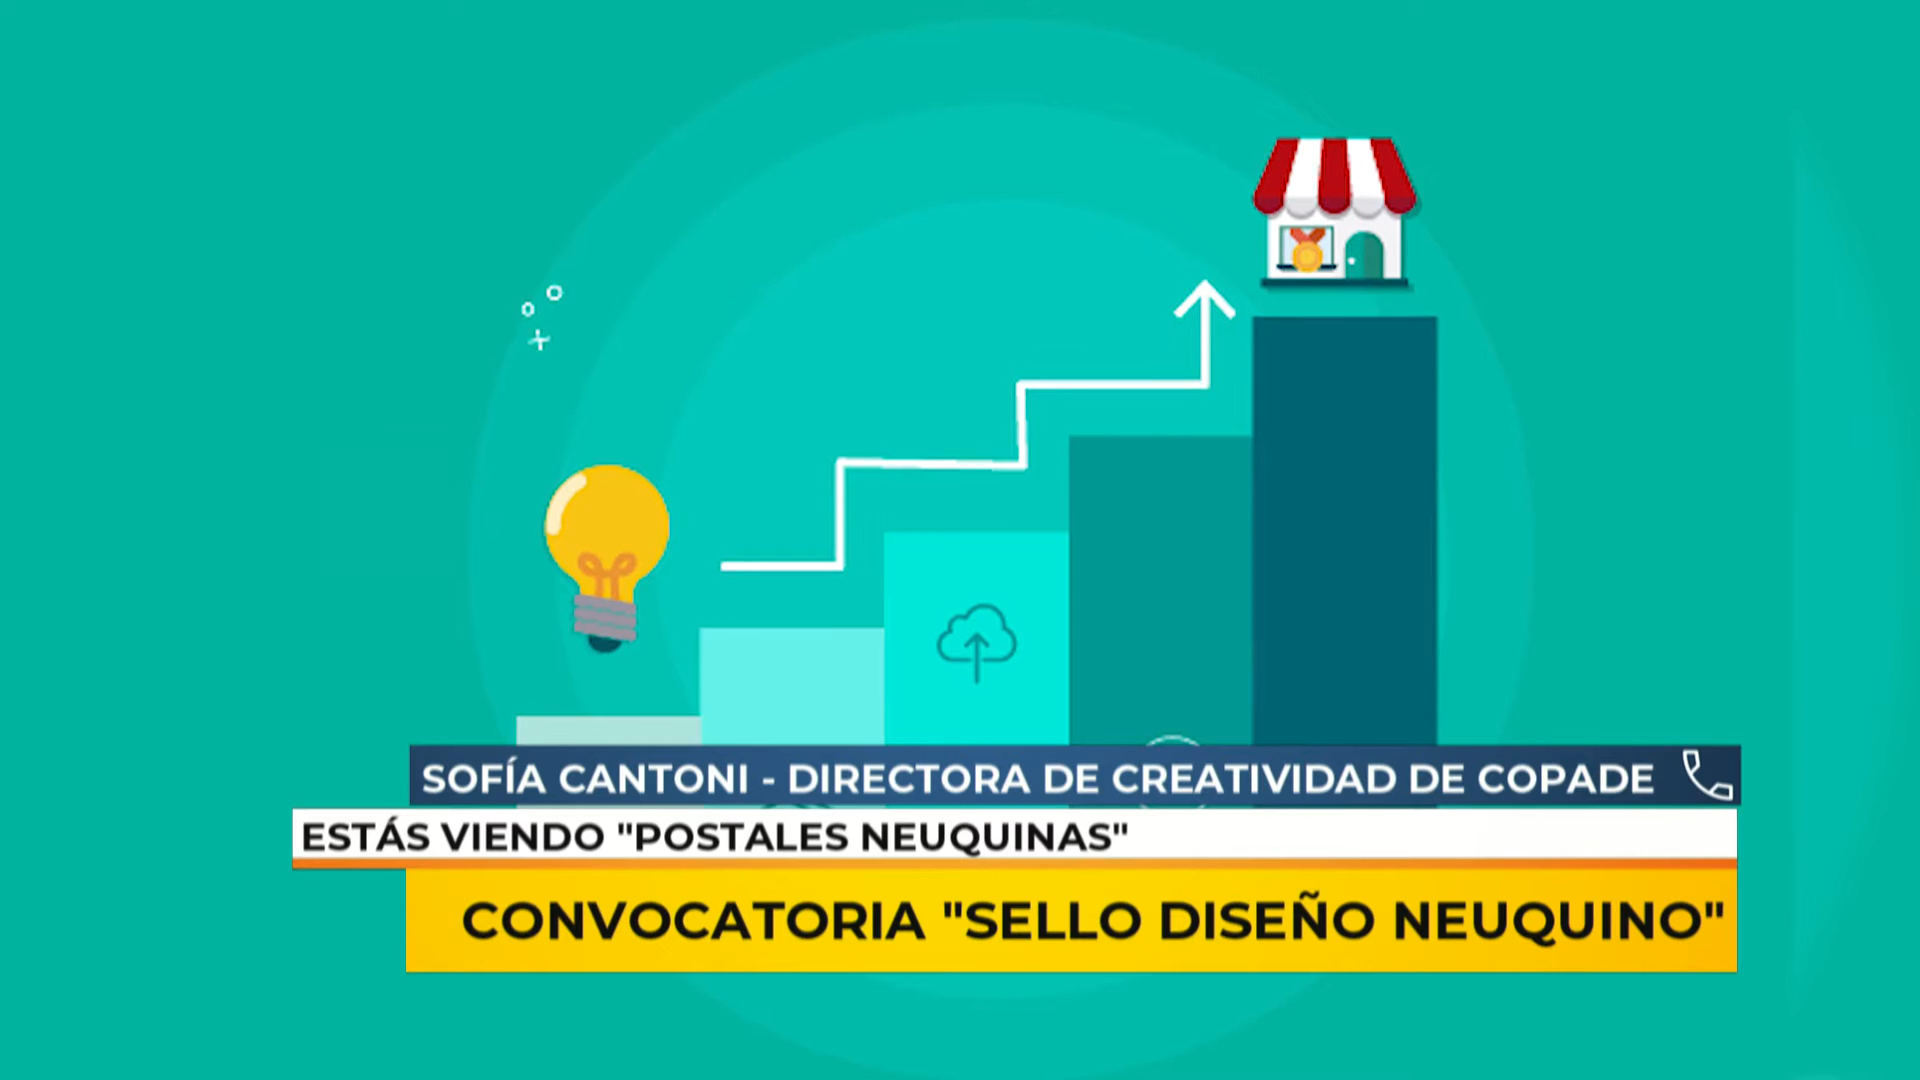 SOFÍA CANTONI - DIRECTORA DE CREATIVIDAD DE COPADE
ESTÁS VIENDO "POSTALES NEUQUINAS"
CONVOCATORIA "SELLO DISEÑO NEUQUINO"